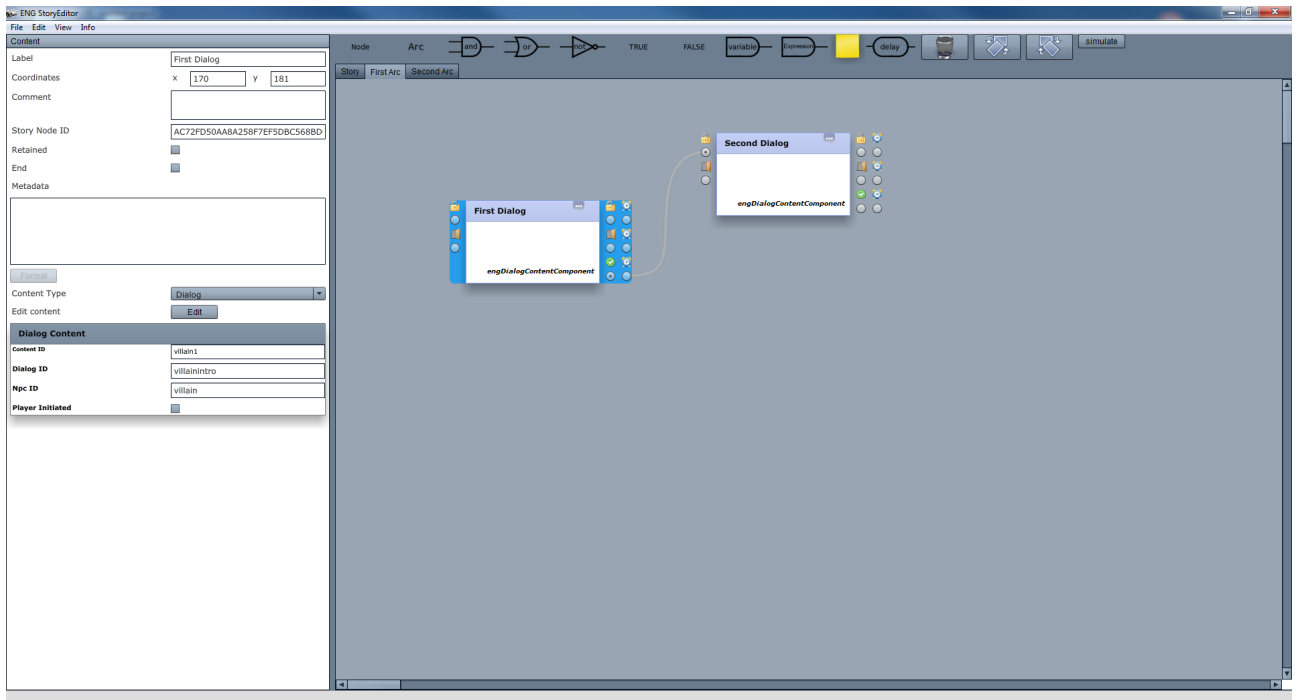 ENG StoryEditor
File Edit View Info
Content
Label First Dialog
Coordinates x 170 y 181
Comment
Story Node ID AC72FD50AA8A258F7EF5DBC568BD
Retained
End
Metadata
Format
Content Type Dialog
Edit content Edit
Dialog Content
Content ID villain1
Dialog ID villainintro
Npc ID villain
Player Initiated
Node Arc and or not TRUE FALSE variable Expression delay simulate
Story First Arc Second Arc
Second Dialog
engDialogContentComponent
First Dialog
engDialogContentComponent